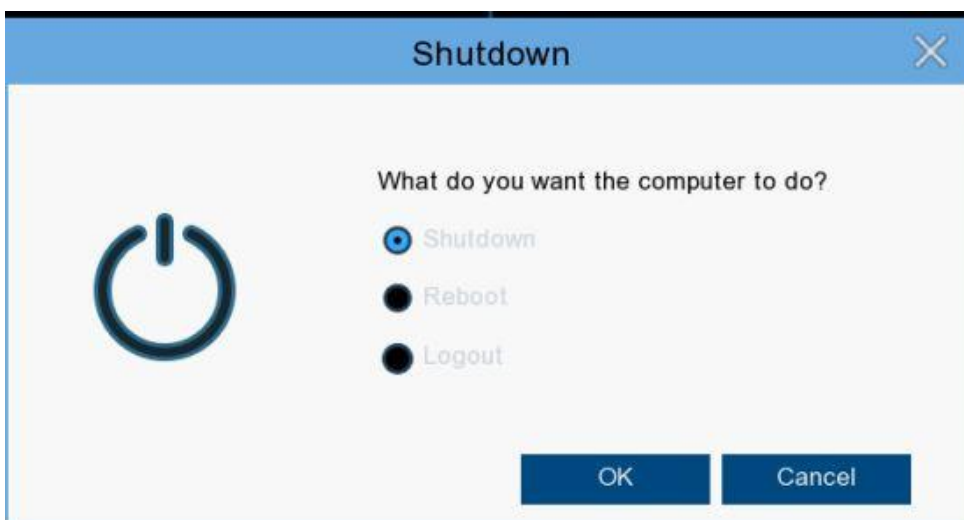 Shutdown
What do you want the computer to do?
Shutdown
Reboot
Logout
OK
Cancel